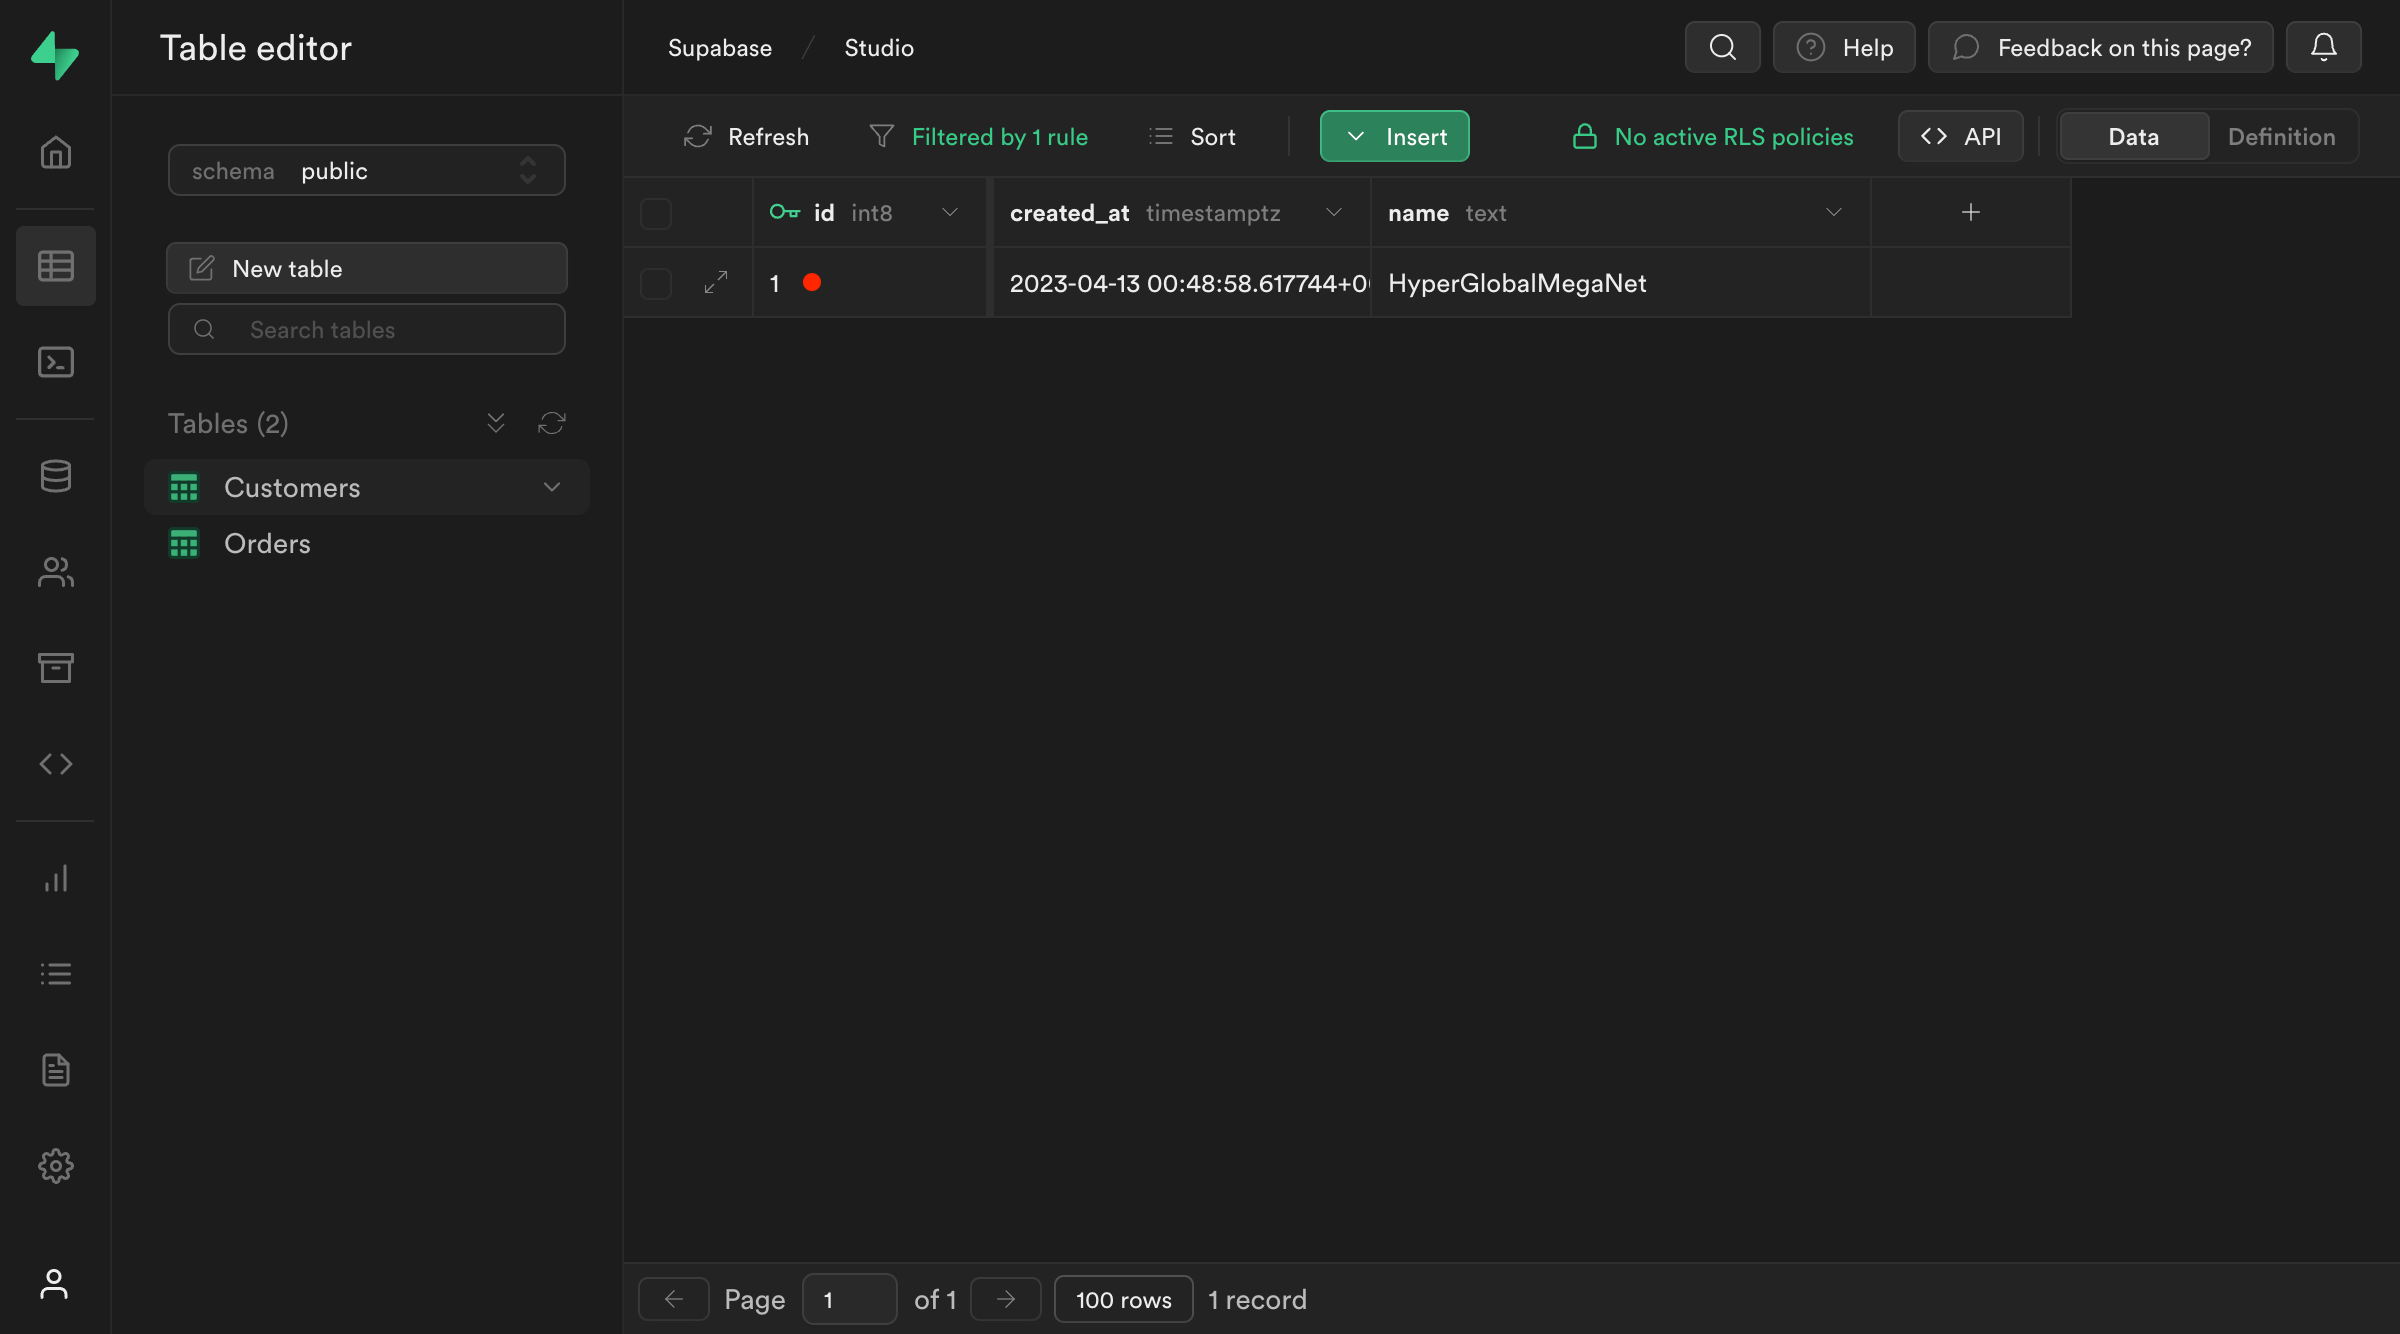 Table editor
Supabase / Studio
Help
Feedback on this page?
schema public
New table
Search tables
Tables (2)
Customers
Orders
Refresh
Filtered by 1 rule
Sort
Insert
No active RLS policies
API
Data
Definition
id int8
created_at timestamptz
name text
1
2023-04-13 00:48:58.617744+0
HyperGlobalMegaNet
Page 1 of 1
100 rows
1 record